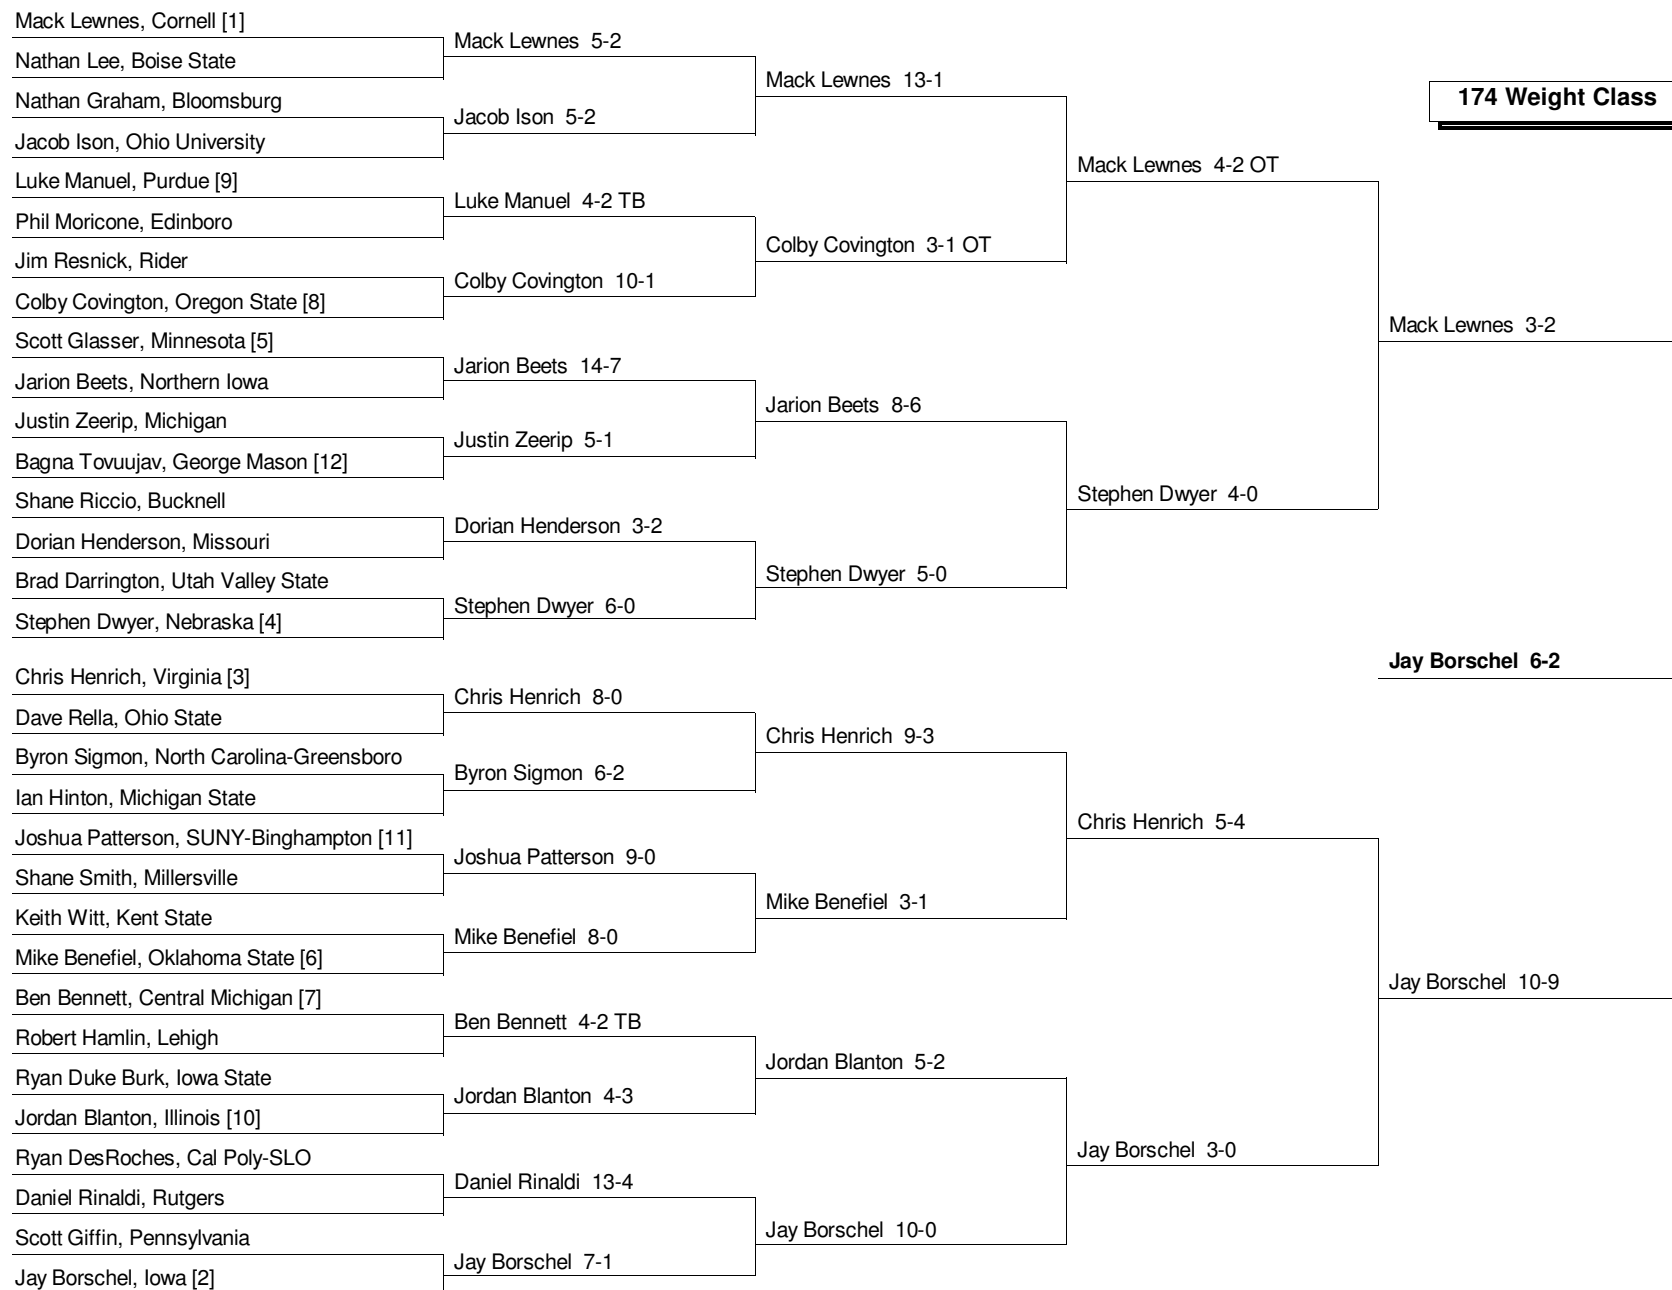 Mack Lewnes, Cornell [1]
Nathan Lee, Boise State
Nathan Graham, Bloomsburg
Jacob Ison, Ohio University
Luke Manuel, Purdue [9]
Phil Moricone, Edinboro
Jim Resnick, Rider
Colby Covington, Oregon State [8]
Scott Glasser, Minnesota [5]
Jarion Beets, Northern Iowa
Justin Zeerip, Michigan
Bagna Tovuujav, George Mason [12]
Shane Riccio, Bucknell
Dorian Henderson, Missouri
Brad Darrington, Utah Valley State
Stephen Dwyer, Nebraska [4]
Chris Henrich, Virginia [3]
Dave Rella, Ohio State
Byron Sigmon, North Carolina-Greensboro
Ian Hinton, Michigan State
Joshua Patterson, SUNY-Binghampton [11]
Shane Smith, Millersville
Keith Witt, Kent State
Mike Benefiel, Oklahoma State [6]
Ben Bennett, Central Michigan [7]
Robert Hamlin, Lehigh
Ryan Duke Burk, Iowa State
Jordan Blanton, Illinois [10]
Ryan DesRoches, Cal Poly-SLO
Daniel Rinaldi, Rutgers
Scott Giffin, Pennsylvania
Jay Borschel, Iowa [2]
Mack Lewnes 5-2
Jacob Ison 5-2
Luke Manuel 4-2 TB
Colby Covington 10-1
Jarion Beets 14-7
Justin Zeerip 5-1
Dorian Henderson 3-2
Stephen Dwyer 6-0
Chris Henrich 8-0
Byron Sigmon 6-2
Joshua Patterson 9-0
Mike Benefiel 8-0
Ben Bennett 4-2 TB
Jordan Blanton 4-3
Daniel Rinaldi 13-4
Jay Borschel 7-1
Mack Lewnes 13-1
Colby Covington 3-1 OT
Jarion Beets 8-6
Stephen Dwyer 5-0
Chris Henrich 9-3
Mike Benefiel 3-1
Jordan Blanton 5-2
Jay Borschel 10-0
Mack Lewnes 4-2 OT
Stephen Dwyer 4-0
Chris Henrich 5-4
Jay Borschel 3-0
174 Weight Class
Mack Lewnes 3-2
Jay Borschel 6-2
Jay Borschel 10-9